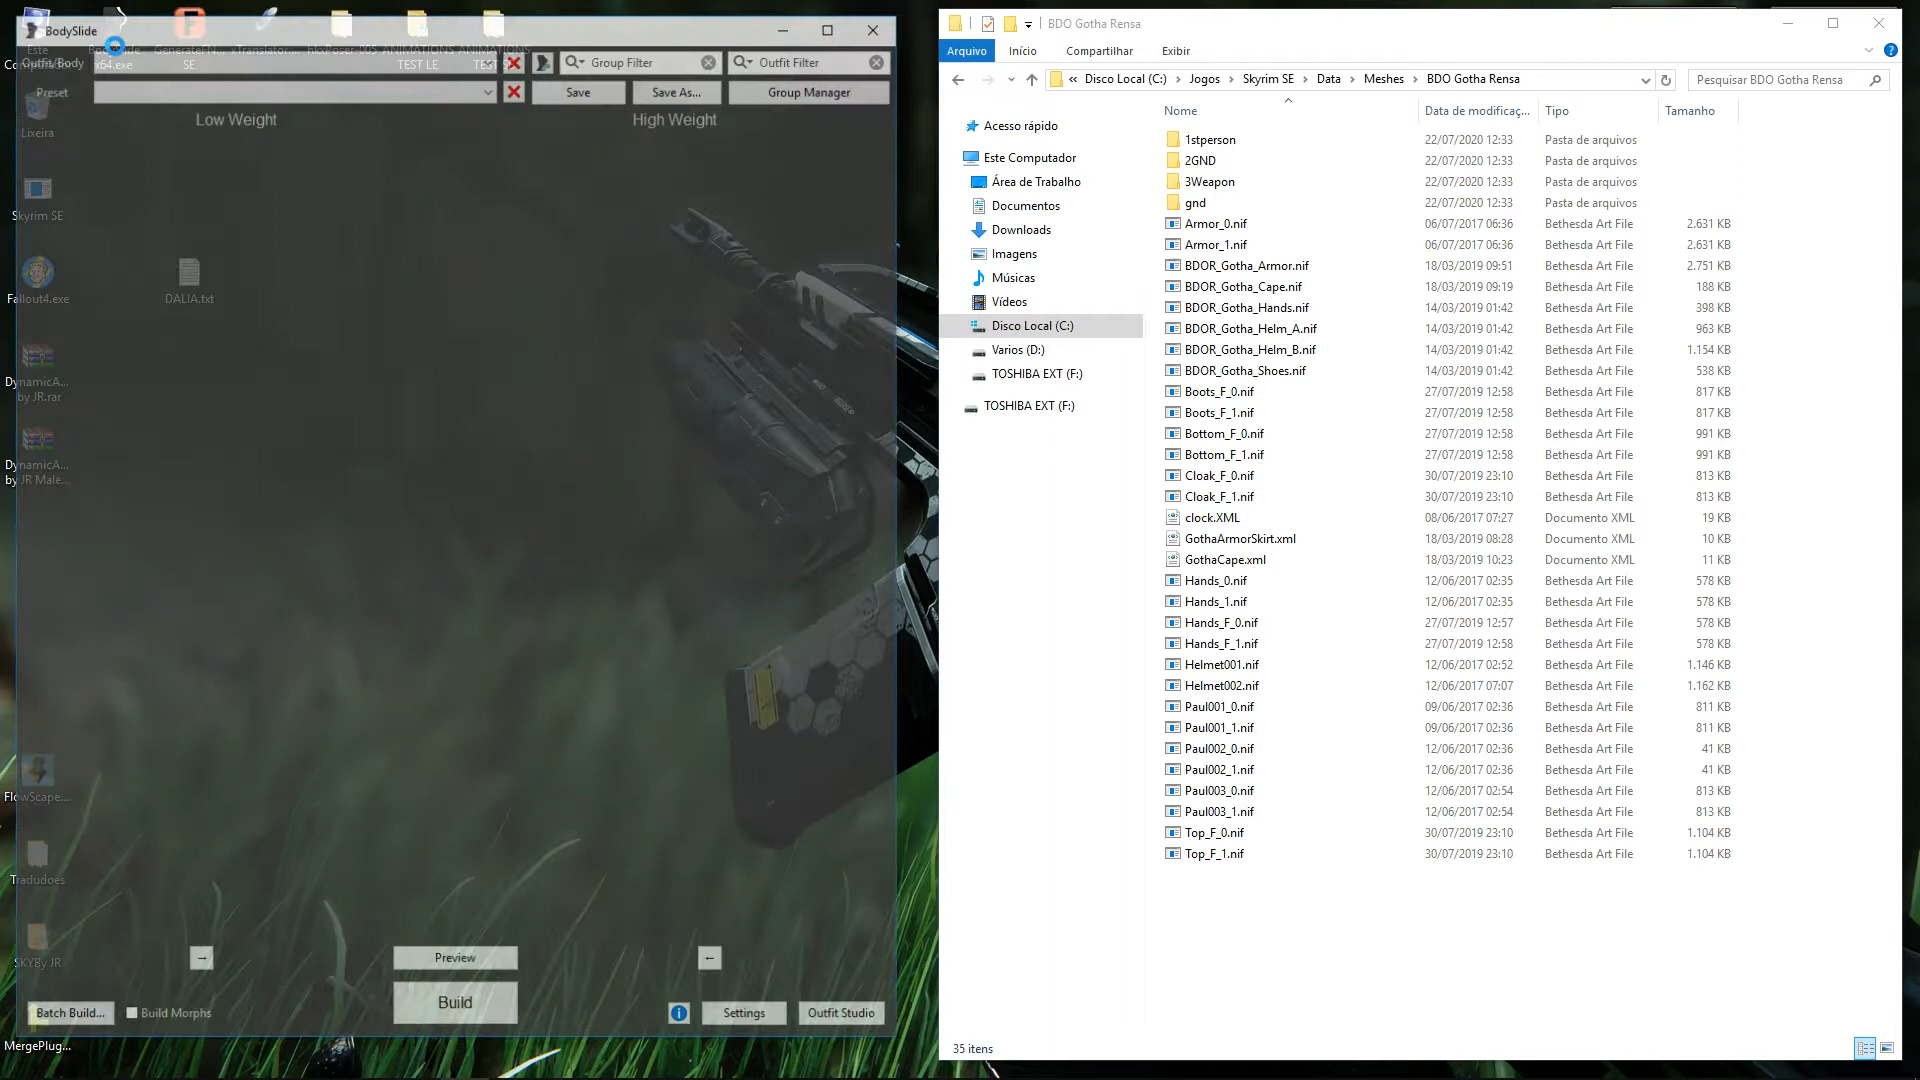 BodySlide
Este
BodySlide
GenerateFN...
xTranslator...
hkxPoser-005
ANIMATIONS
ANIMATIONS
x64.exe
SE
TEST LE
TEST
Outfit/Body
Group Filter
Outfit Filter
Preset
Save
Save As...
Group Manager
Low Weight
High Weight
Lixeira
Skyrim SE
Fallout4.exe
DALIA.txt
DynamicA...
by JR.rar
DynamicA...
by JR Male...
FlowScape....
Tradudoes
SKYBy JR
→
Preview
←
Build
Batch Build...
Build Morphs
Settings
Outfit Studio
MergePlug...
BDO Gotha Rensa
Arquivo
Início
Compartilhar
Exibir
« Disco Local (C:) > Jogos > Skyrim SE > Data > Meshes > BDO Gotha Rensa
Pesquisar BDO Gotha Rensa
Acesso rápido
Este Computador
Área de Trabalho
Documentos
Downloads
Imagens
Músicas
Vídeos
Disco Local (C:)
Varios (D:)
TOSHIBA EXT (F:)
TOSHIBA EXT (F:)
Nome Data de modificaç... Tipo Tamanho
1stperson 22/07/2020 12:33 Pasta de arquivos
2GND 22/07/2020 12:33 Pasta de arquivos
3Weapon 22/07/2020 12:33 Pasta de arquivos
gnd 22/07/2020 12:33 Pasta de arquivos
Armor_0.nif 06/07/2017 06:36 Bethesda Art File 2.631 KB
Armor_1.nif 06/07/2017 06:36 Bethesda Art File 2.631 KB
BDOR_Gotha_Armor.nif 18/03/2019 09:51 Bethesda Art File 2.751 KB
BDOR_Gotha_Cape.nif 18/03/2019 09:19 Bethesda Art File 188 KB
BDOR_Gotha_Hands.nif 14/03/2019 01:42 Bethesda Art File 398 KB
BDOR_Gotha_Helm_A.nif 14/03/2019 01:42 Bethesda Art File 963 KB
BDOR_Gotha_Helm_B.nif 14/03/2019 01:42 Bethesda Art File 1.154 KB
BDOR_Gotha_Shoes.nif 14/03/2019 01:42 Bethesda Art File 538 KB
Boots_F_0.nif 27/07/2019 12:58 Bethesda Art File 817 KB
Boots_F_1.nif 27/07/2019 12:58 Bethesda Art File 817 KB
Bottom_F_0.nif 27/07/2019 12:58 Bethesda Art File 991 KB
Bottom_F_1.nif 27/07/2019 12:58 Bethesda Art File 991 KB
Cloak_F_0.nif 30/07/2019 23:10 Bethesda Art File 813 KB
Cloak_F_1.nif 30/07/2019 23:10 Bethesda Art File 813 KB
clock.XML 08/06/2017 07:27 Documento XML 19 KB
GothaArmorSkirt.xml 18/03/2019 08:28 Documento XML 10 KB
GothaCape.xml 18/03/2019 10:23 Documento XML 11 KB
Hands_0.nif 12/06/2017 02:35 Bethesda Art File 578 KB
Hands_1.nif 12/06/2017 02:35 Bethesda Art File 578 KB
Hands_F_0.nif 27/07/2019 12:57 Bethesda Art File 578 KB
Hands_F_1.nif 27/07/2019 12:58 Bethesda Art File 578 KB
Helmet001.nif 12/06/2017 02:52 Bethesda Art File 1.146 KB
Helmet002.nif 12/06/2017 07:07 Bethesda Art File 1.162 KB
Paul001_0.nif 09/06/2017 02:36 Bethesda Art File 811 KB
Paul001_1.nif 09/06/2017 02:36 Bethesda Art File 811 KB
Paul002_0.nif 12/06/2017 02:36 Bethesda Art File 41 KB
Paul002_1.nif 12/06/2017 02:36 Bethesda Art File 41 KB
Paul003_0.nif 12/06/2017 02:54 Bethesda Art File 813 KB
Paul003_1.nif 12/06/2017 02:54 Bethesda Art File 813 KB
Top_F_0.nif 30/07/2019 23:10 Bethesda Art File 1.104 KB
Top_F_1.nif 30/07/2019 23:10 Bethesda Art File 1.104 KB
35 itens